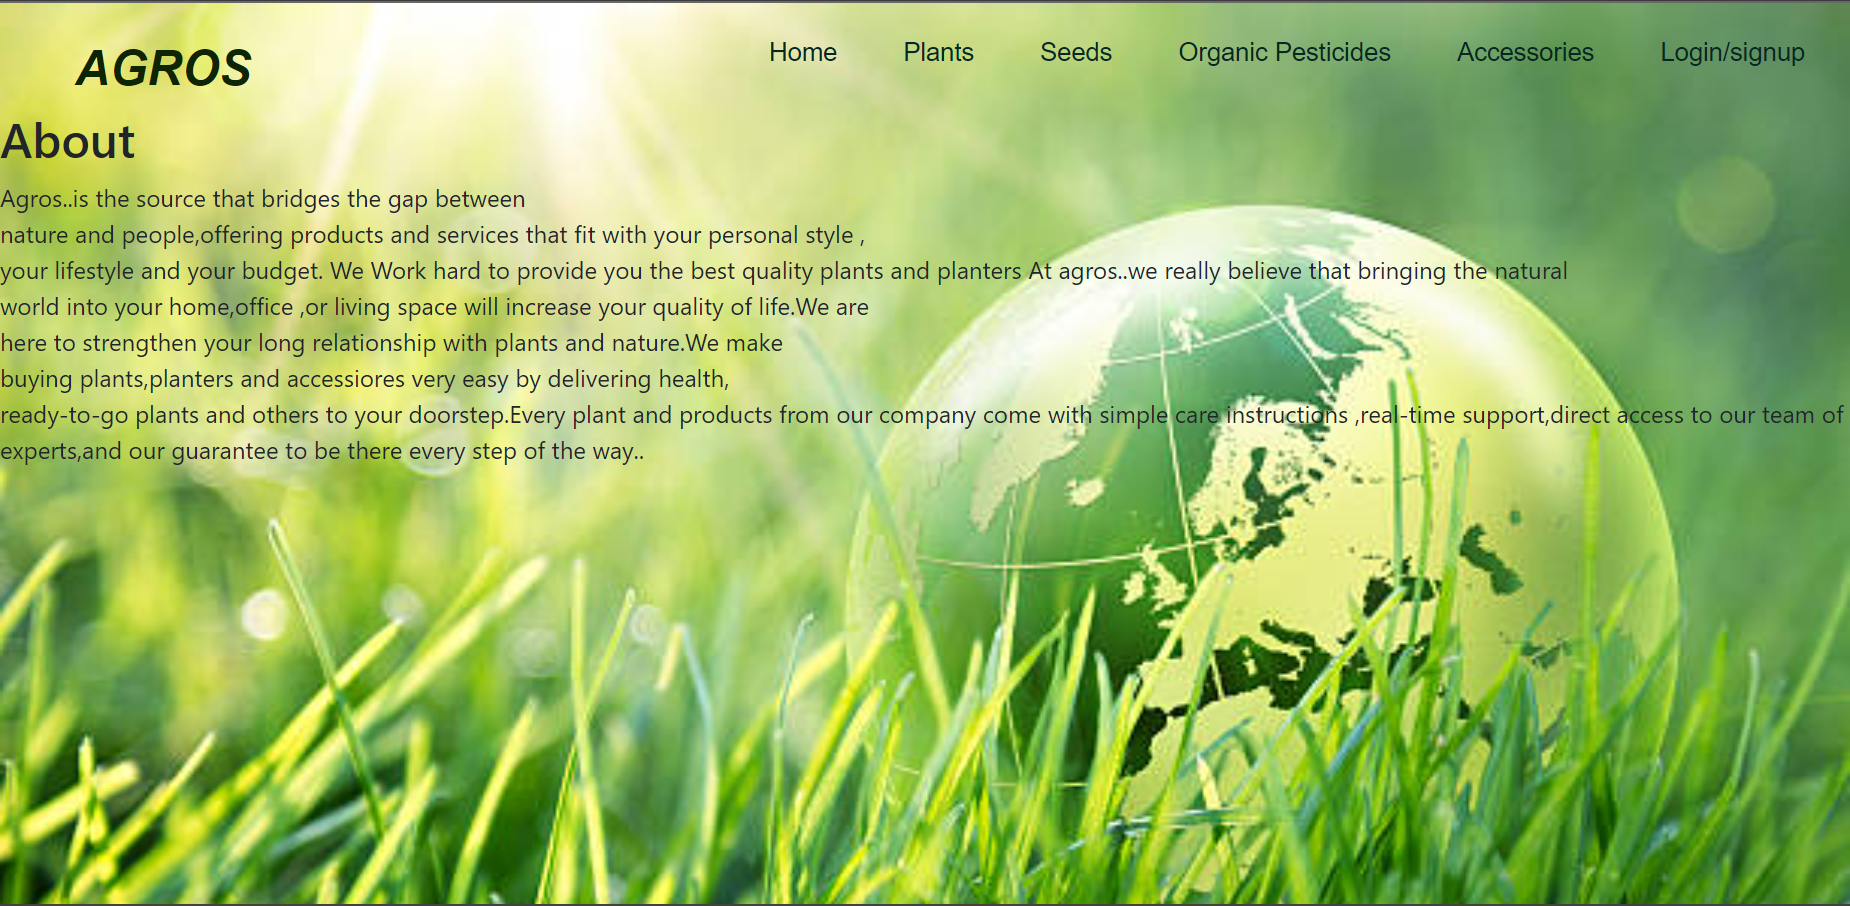 AGROS
Home Plants Seeds Organic Pesticides Accessories Login/signup
About
Agros..is the source that bridges the gap between
nature and people,offering products and services that fit with your personal style ,
your lifestyle and your budget. We Work hard to provide you the best quality plants and planters At agros..we really believe that bringing the natural
world into your home,office ,or living space will increase your quality of life.We are
here to strengthen your long relationship with plants and nature.We make
buying plants,planters and accessiores very easy by delivering health,
ready-to-go plants and others to your doorstep.Every plant and products from our company come with simple care instructions ,real-time support,direct access to our team of
experts,and our guarantee to be there every step of the way..